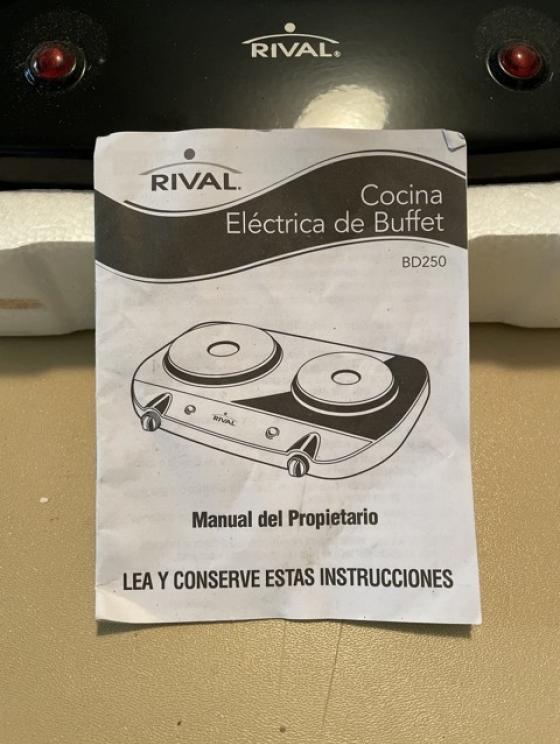 RIVAL®
RIVAL®
Cocina
Eléctrica de Buffet
BD250
RIVAL
Manual del Propietario
LEA Y CONSERVE ESTAS INSTRUCCIONES